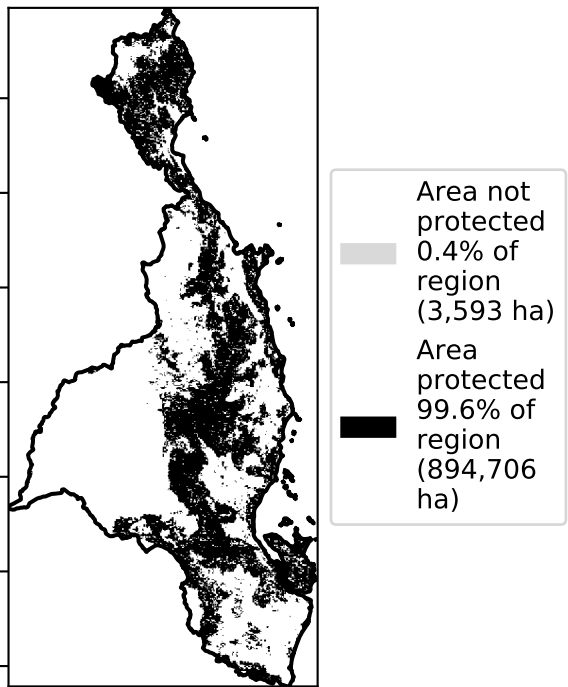 Area not
protected
0.4% of
region
(3,593 ha)
Area
protected
99.6% of
region
(894,706
ha)